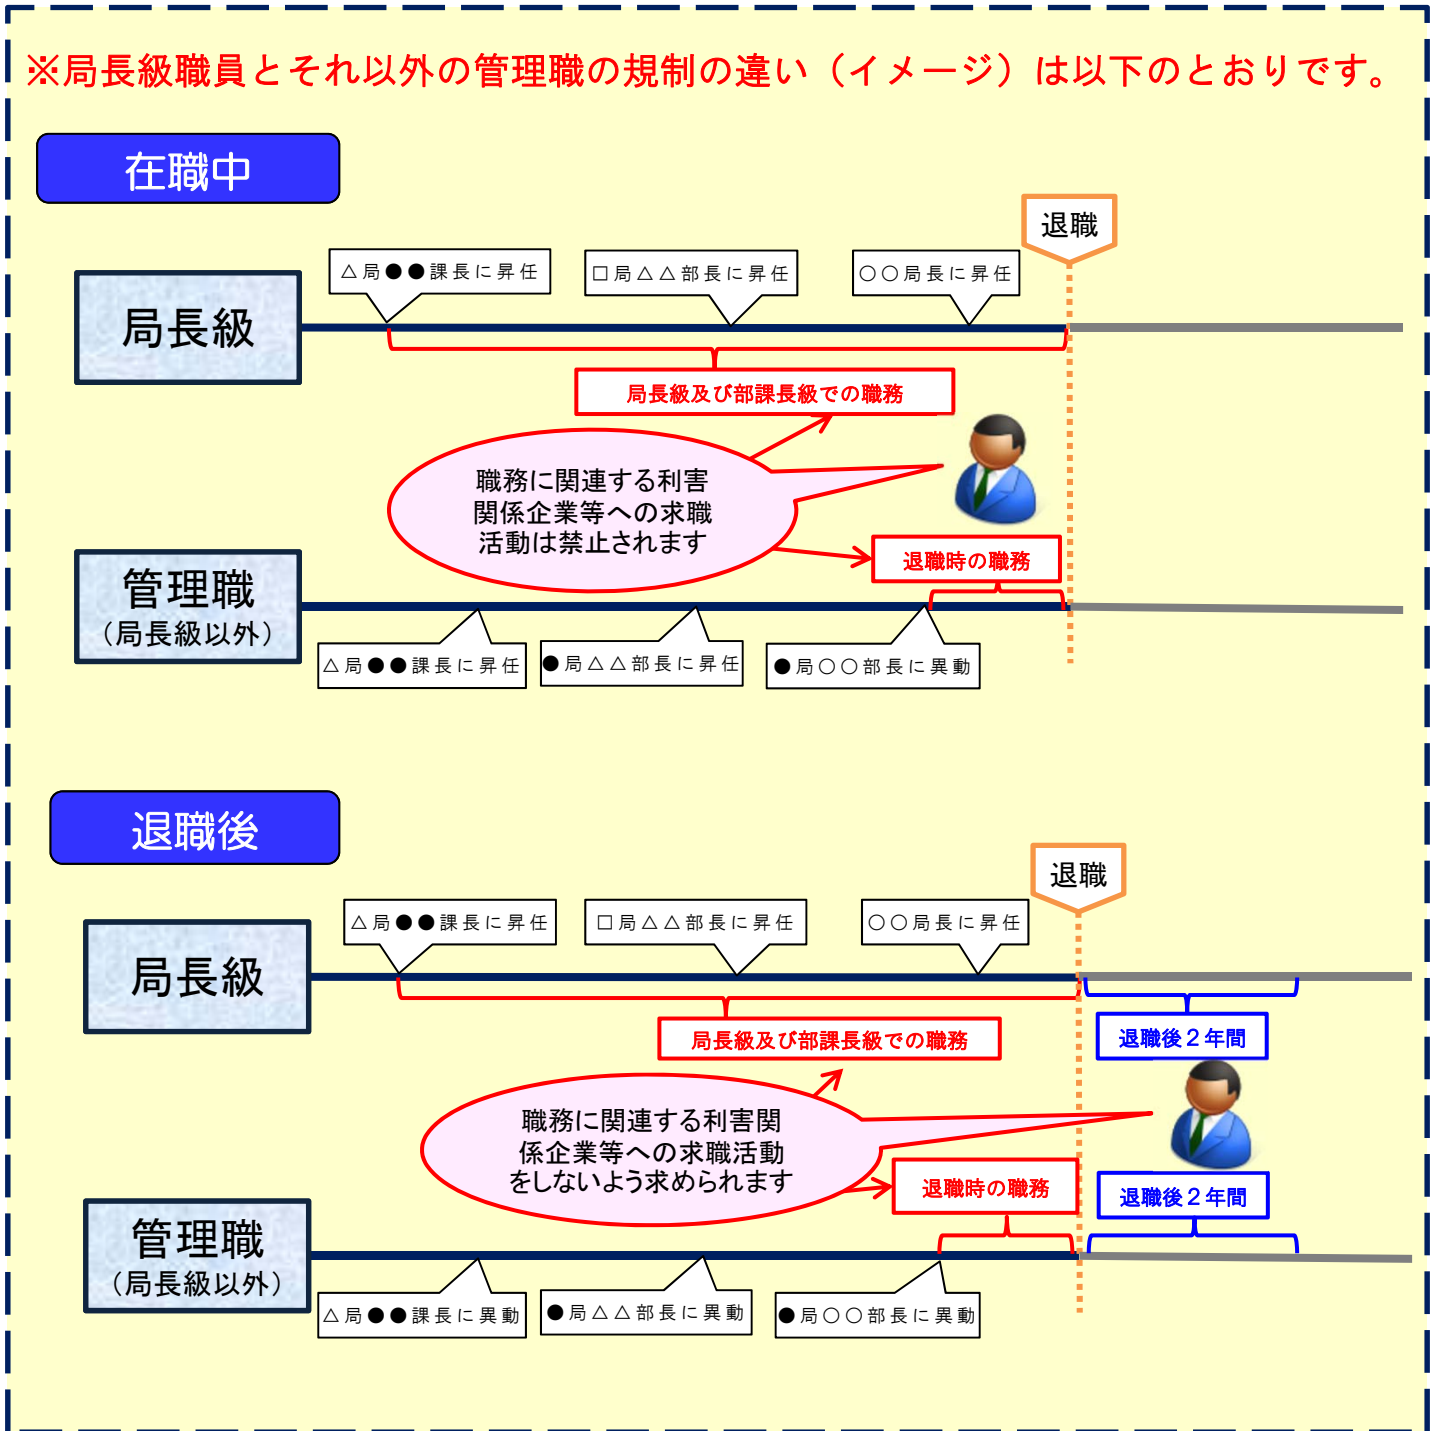 ※局長級職員とそれ以外の管理職の規制の違い（イメージ）は以下のとおりです。
在職中
退職
△局●●課長に昇任
□局△△部長に昇任
○○局長に昇任
局長級
局長級及び部課長級での職務
職務に関連する利害
関係企業等への求職
活動は禁止されます
退職時の職務
管理職
（局長級以外）
△局●●課長に昇任
●局△△部長に昇任
●局○○部長に異動
退職後
退職
△局●●課長に昇任
□局△△部長に昇任
○○局長に昇任
局長級
局長級及び部課長級での職務
退職後２年間
職務に関連する利害関
係企業等への求職活動
をしないよう求められます
退職時の職務
退職後２年間
管理職
（局長級以外）
△局●●課長に異動
●局△△部長に異動
●局○○部長に異動